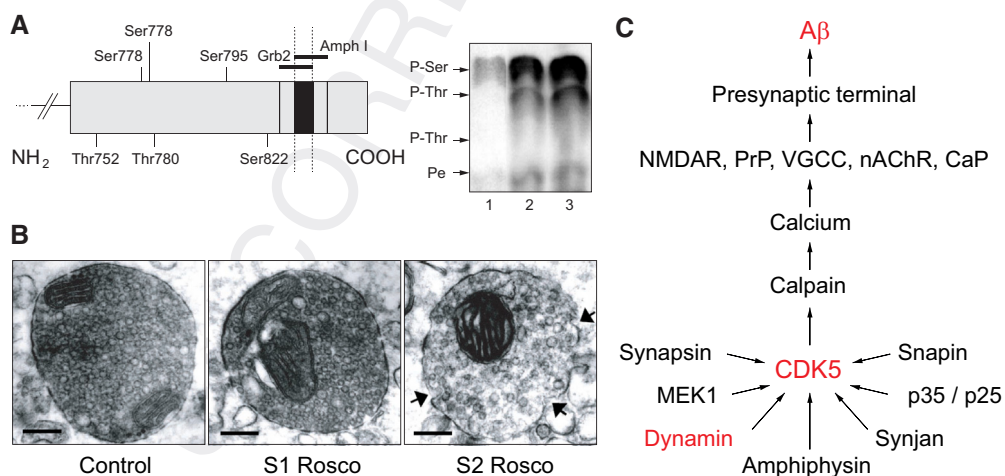 A
Ser778
Ser778
Ser795
Grb2
Amph I
NH2
Thr752
Thr780
Ser822
COOH
P-Ser
P-Thr
P-Thr
Pe
1 2 3
B
Control
S1 Rosco
S2 Rosco
C
Aβ
Presynaptic terminal
NMDAR, PrP, VGCC, nAChR, CaP
Calcium
Calpain
Synapsin
Snapin
CDK5
MEK1
p35 / p25
Dynamin
Synjan
Amphiphysin
CORRE